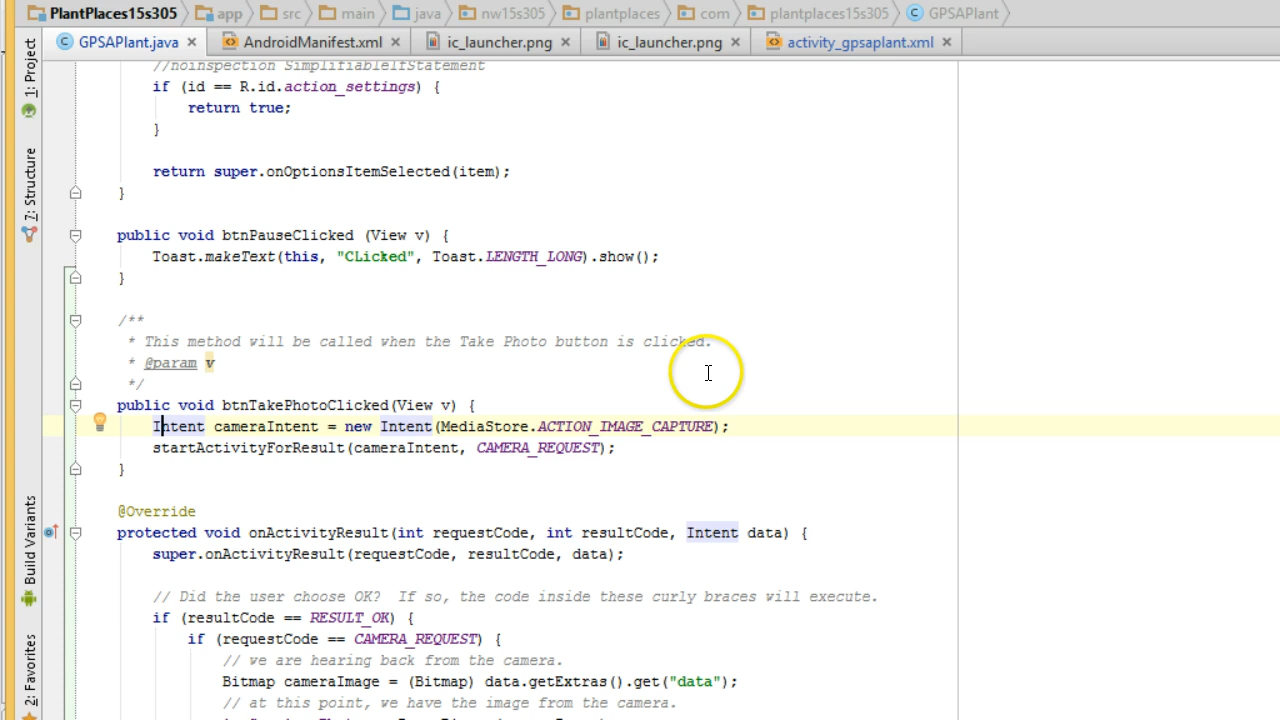 PlantPlaces15s305 app src main java nw15s305 plantplaces com plantplaces15s305 GPSAPlant
GPSAPlant.java AndroidManifest.xml ic_launcher.png ic_launcher.png activity_gpsaplant.xml
1: Project
7: Structure
Build Variants
2: Favorites
//noinspection SimplifiableIfStatement
if (id == R.id.action_settings) {
return true;
}
return super.onOptionsItemSelected(item);
}
public void btnPauseClicked (View v) {
Toast.makeText(this, "CLicked", Toast.LENGTH_LONG).show();
}
/**
* This method will be called when the Take Photo button is clicked.
* @param v
*/
public void btnTakePhotoClicked(View v) {
Intent cameraIntent = new Intent(MediaStore.ACTION_IMAGE_CAPTURE);
startActivityForResult(cameraIntent, CAMERA_REQUEST);
}
@Override
protected void onActivityResult(int requestCode, int resultCode, Intent data) {
super.onActivityResult(requestCode, resultCode, data);
// Did the user choose OK?  If so, the code inside these curly braces will execute.
if (resultCode == RESULT_OK) {
if (requestCode == CAMERA_REQUEST) {
// we are hearing back from the camera.
Bitmap cameraImage = (Bitmap) data.getExtras().get("data");
// at this point, we have the image from the camera.